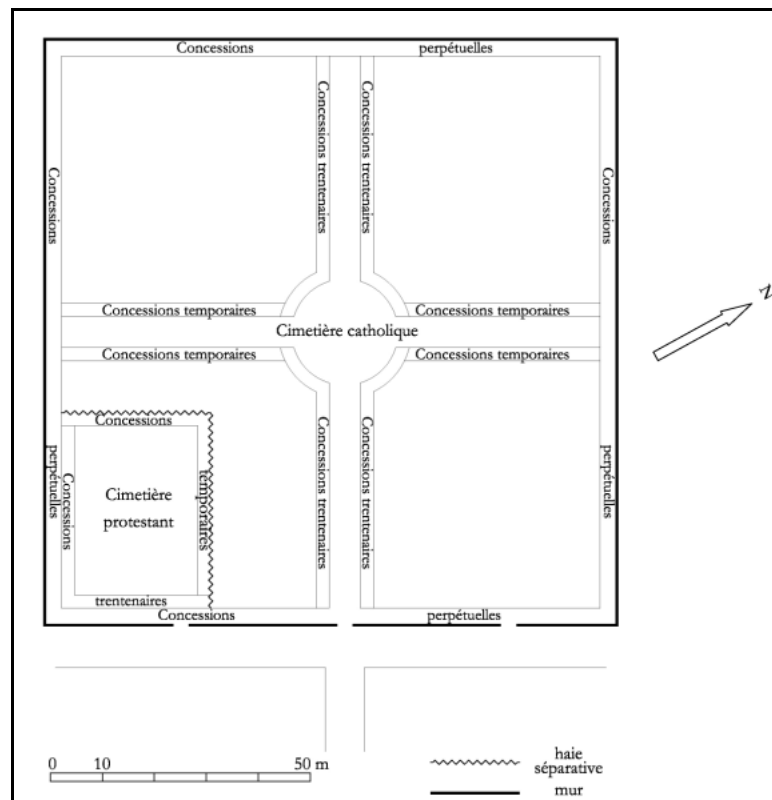 Concessions perpétuelles
Concessions trentenaires
Concessions trentenaires
Concessions
Concessions
N
Concessions temporaires
Concessions temporaires
Cimetière catholique
Concessions temporaires
Concessions temporaires
Concessions
perpétuelles
Concessions
temporaires
Cimetière
protestant
Concessions trentenaires
Concessions trentenaires
perpétuelles
trentenaires
Concessions
perpétuelles
0 10 50 m
haie
séparative
mur